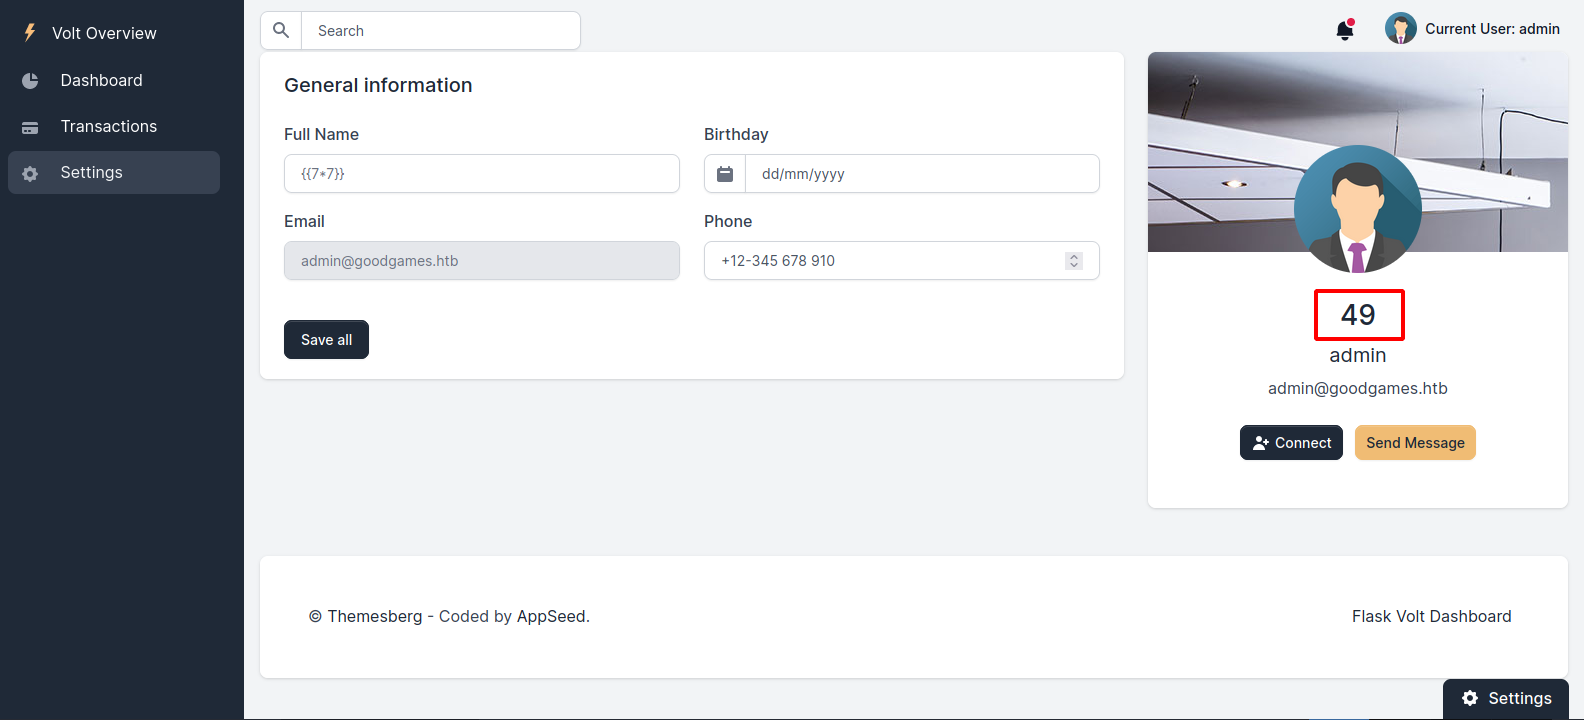 Volt Overview
Dashboard
Transactions
Settings
Search
Current User: admin
General information
Full Name
Birthday
{{7*7}}
dd/mm/yyyy
Email
Phone
admin@goodgames.htb
+12-345 678 910
Save all
49
admin
admin@goodgames.htb
Connect
Send Message
© Themesberg - Coded by AppSeed.
Flask Volt Dashboard
Settings